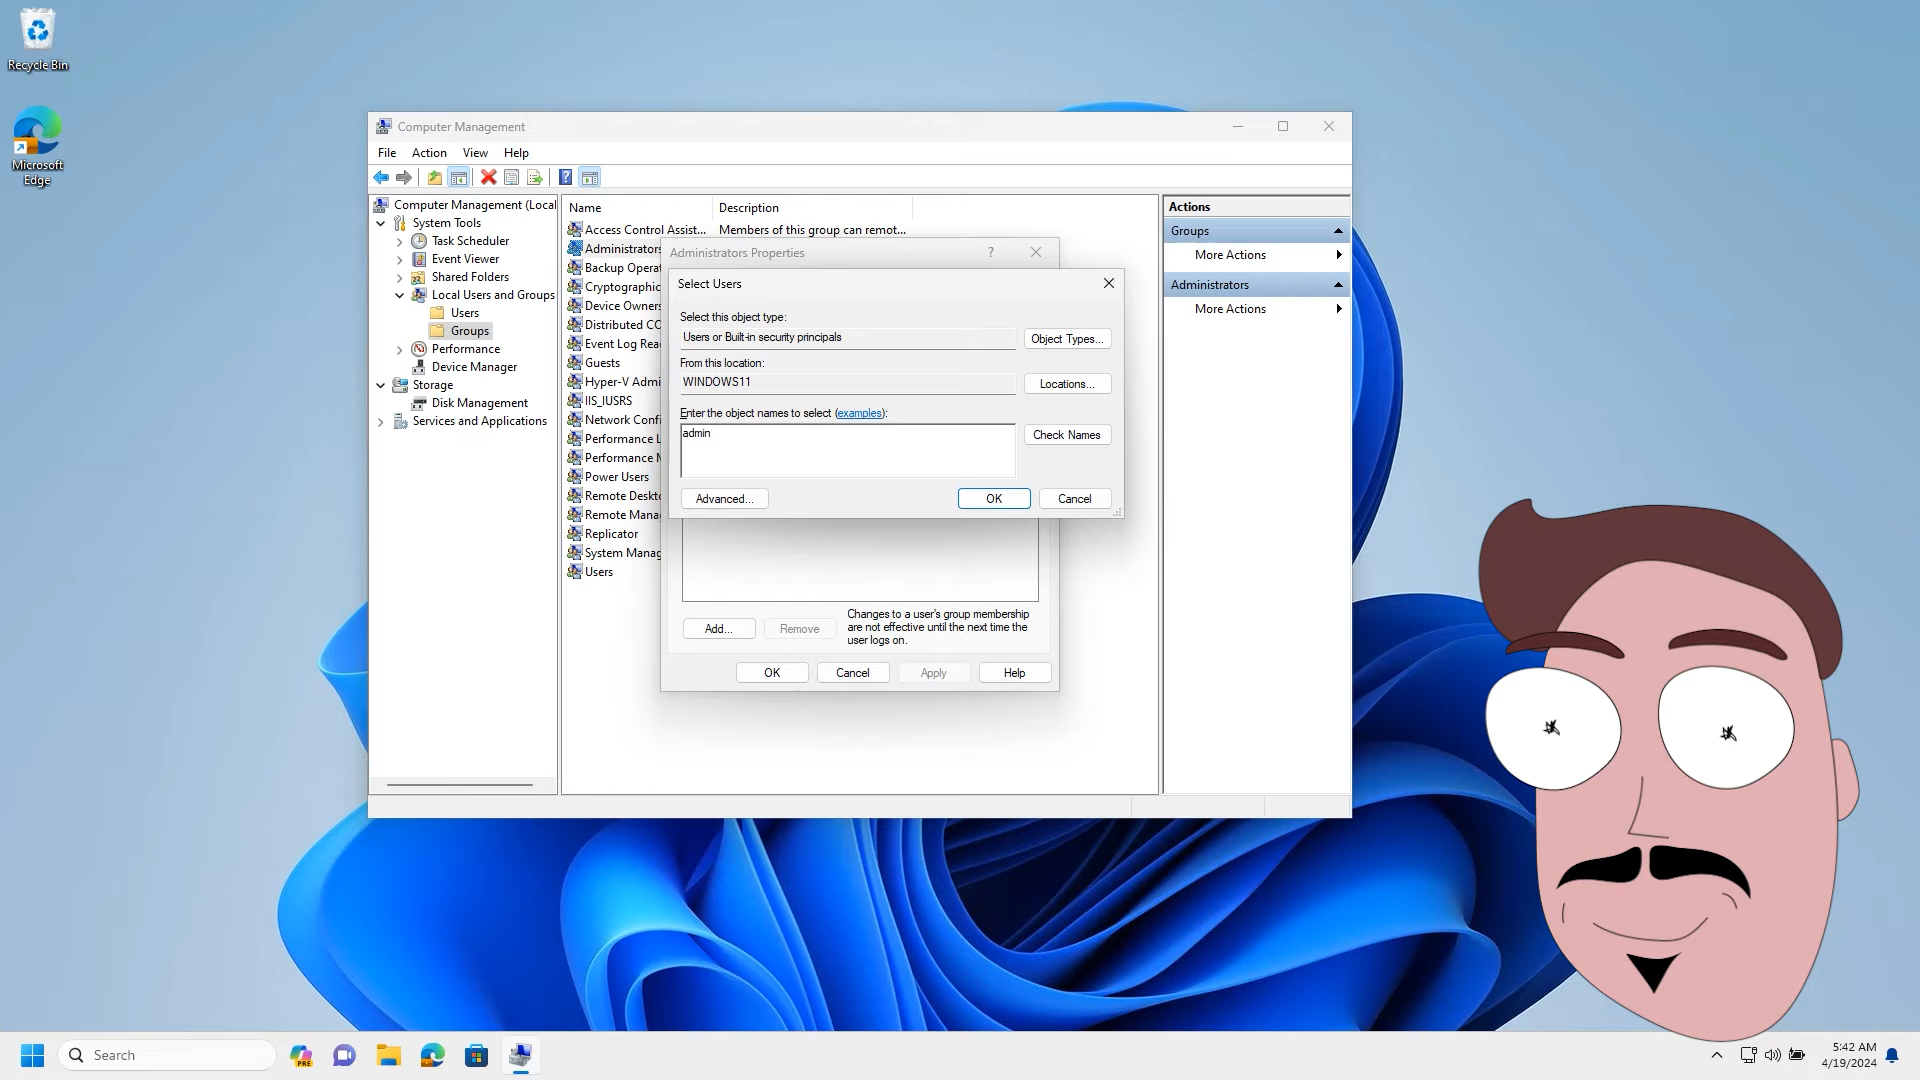 Recycle Bin
Microsoft
Edge
Computer Management
File Action View Help
Computer Management (Local
System Tools
Task Scheduler
Event Viewer
Shared Folders
Local Users and Groups
Users
Groups
Performance
Device Manager
Storage
Disk Management
Services and Applications
Name Description
Access Control Assist... Members of this group can remot...
Administrators
Backup Operat
Cryptographic
Device Owners
Distributed CO
Event Log Rea
Guests
Hyper-V Admi
IIS_IUSRS
Network Confi
Performance L
Performance M
Power Users
Remote Deskto
Remote Mana
Replicator
System Manag
Users
Administrators Properties ?
Select Users
Select this object type:
Users or Built-in security principals Object Types...
From this location:
WINDOWS11 Locations...
Enter the object names to select (examples):
admin Check Names
Advanced... OK Cancel
Add... Remove
Changes to a user's group membership
are not effective until the next time the
user logs on.
OK Cancel Apply Help
Actions
Groups
More Actions
Administrators
More Actions
Search
PRE
5:42 AM
4/19/2024